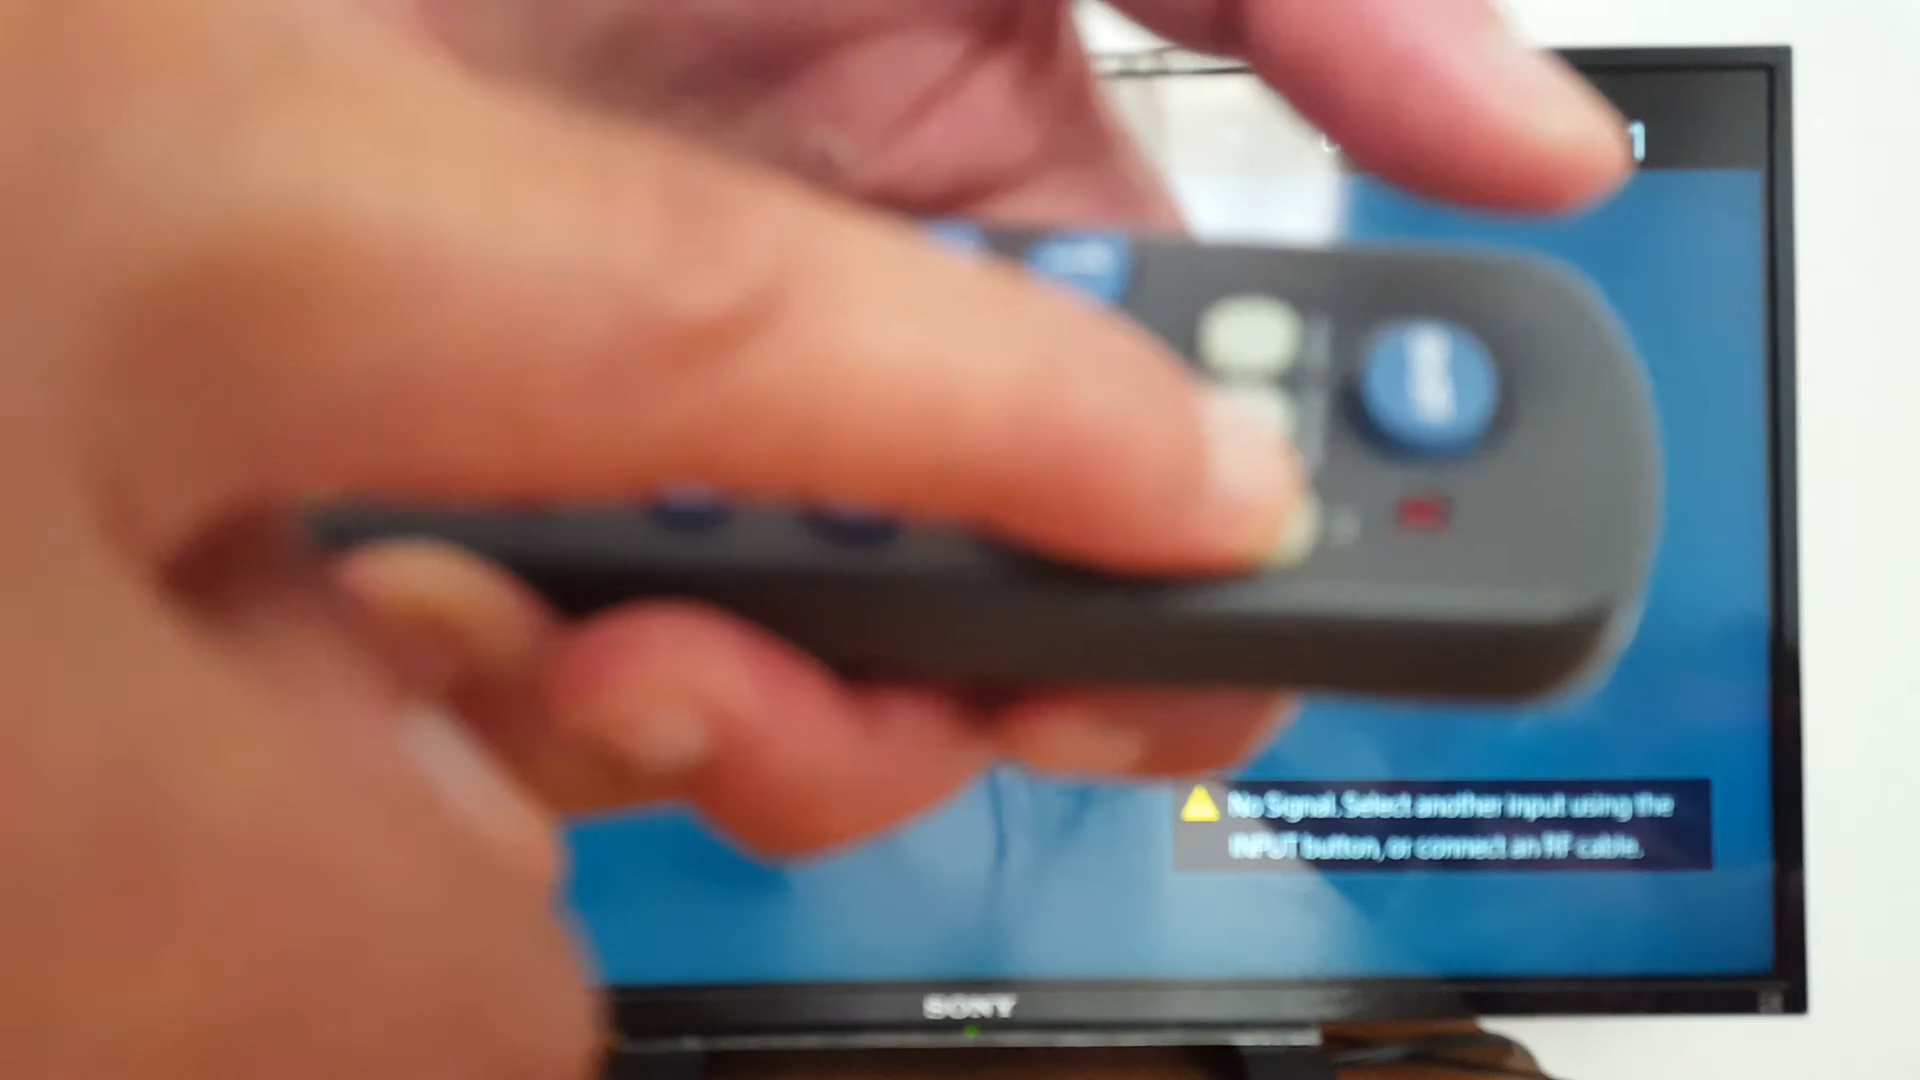 No Signal. Select another input using the
INPUT button, or connect an RF cable.
SONY